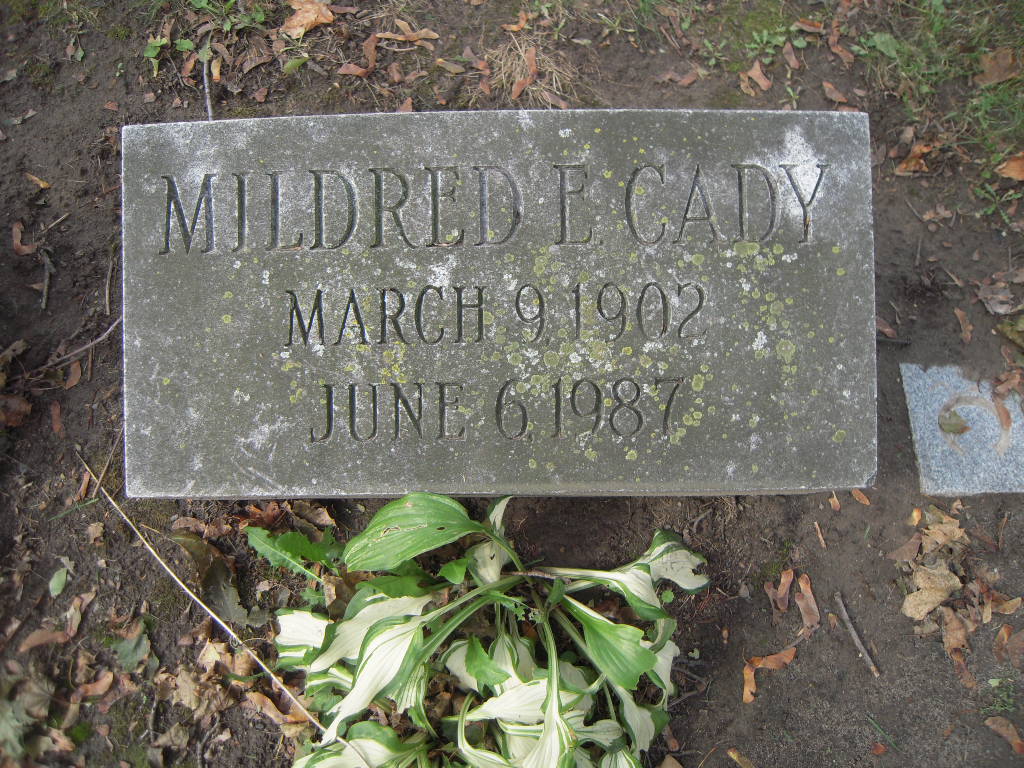 MILDRED E. CADY
MARCH 9, 1902
JUNE 6, 1987